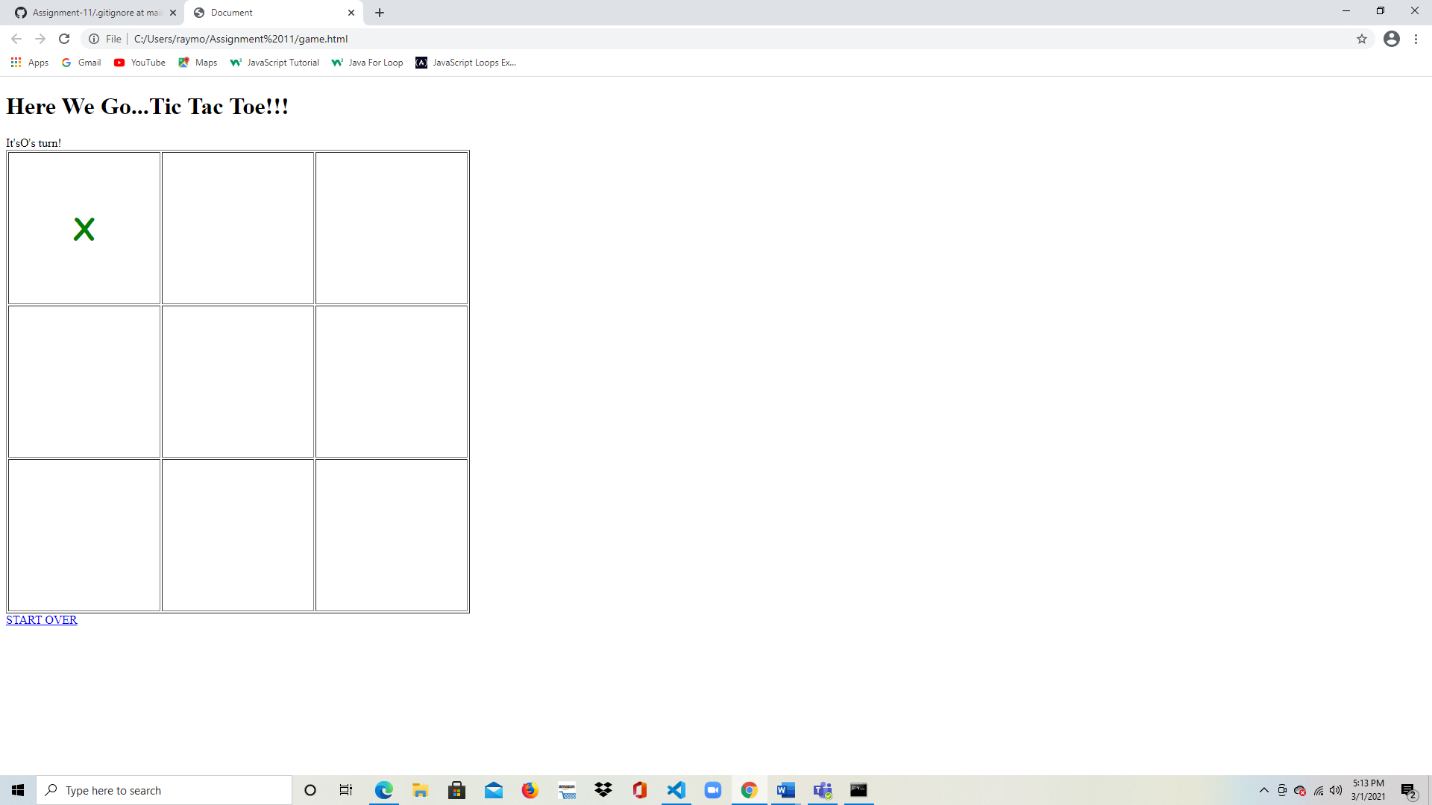 Assignment-11/.gitignore at mai
Document
File
C:/Users/raymo/Assignment%2011/game.html
Apps
Gmail
YouTube
Maps
JavaScript Tutorial
Java For Loop
JavaScript Loops Ex...
Here We Go...Tic Tac Toe!!!
It'sO's turn!
X
START OVER
Type here to search
5:13 PM
3/1/2021
2